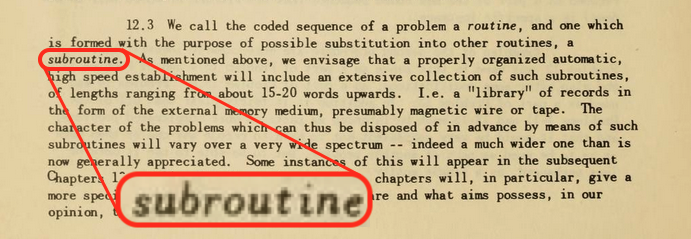 12.3 We call the coded sequence of a problem a routine, and one which
is formed with the purpose of possible substitution into other routines, a
subroutine. As mentioned above, we envisage that a properly organized automatic,
high speed establishment will include an extensive collection of such subroutines,
of lengths ranging from about 15-20 words upwards. I.e. a "library" of records in
the form of the external memory medium, presumably magnetic wire or tape. The
character of the problems which can thus be disposed of in advance by means of such
subroutines will vary over a very wide spectrum -- indeed a much wider one than is
now generally appreciated. Some instances of this will appear in the subsequent
Chapters chapters will, in particular, give a
more and what aims possess, in our
opinion,
subroutine